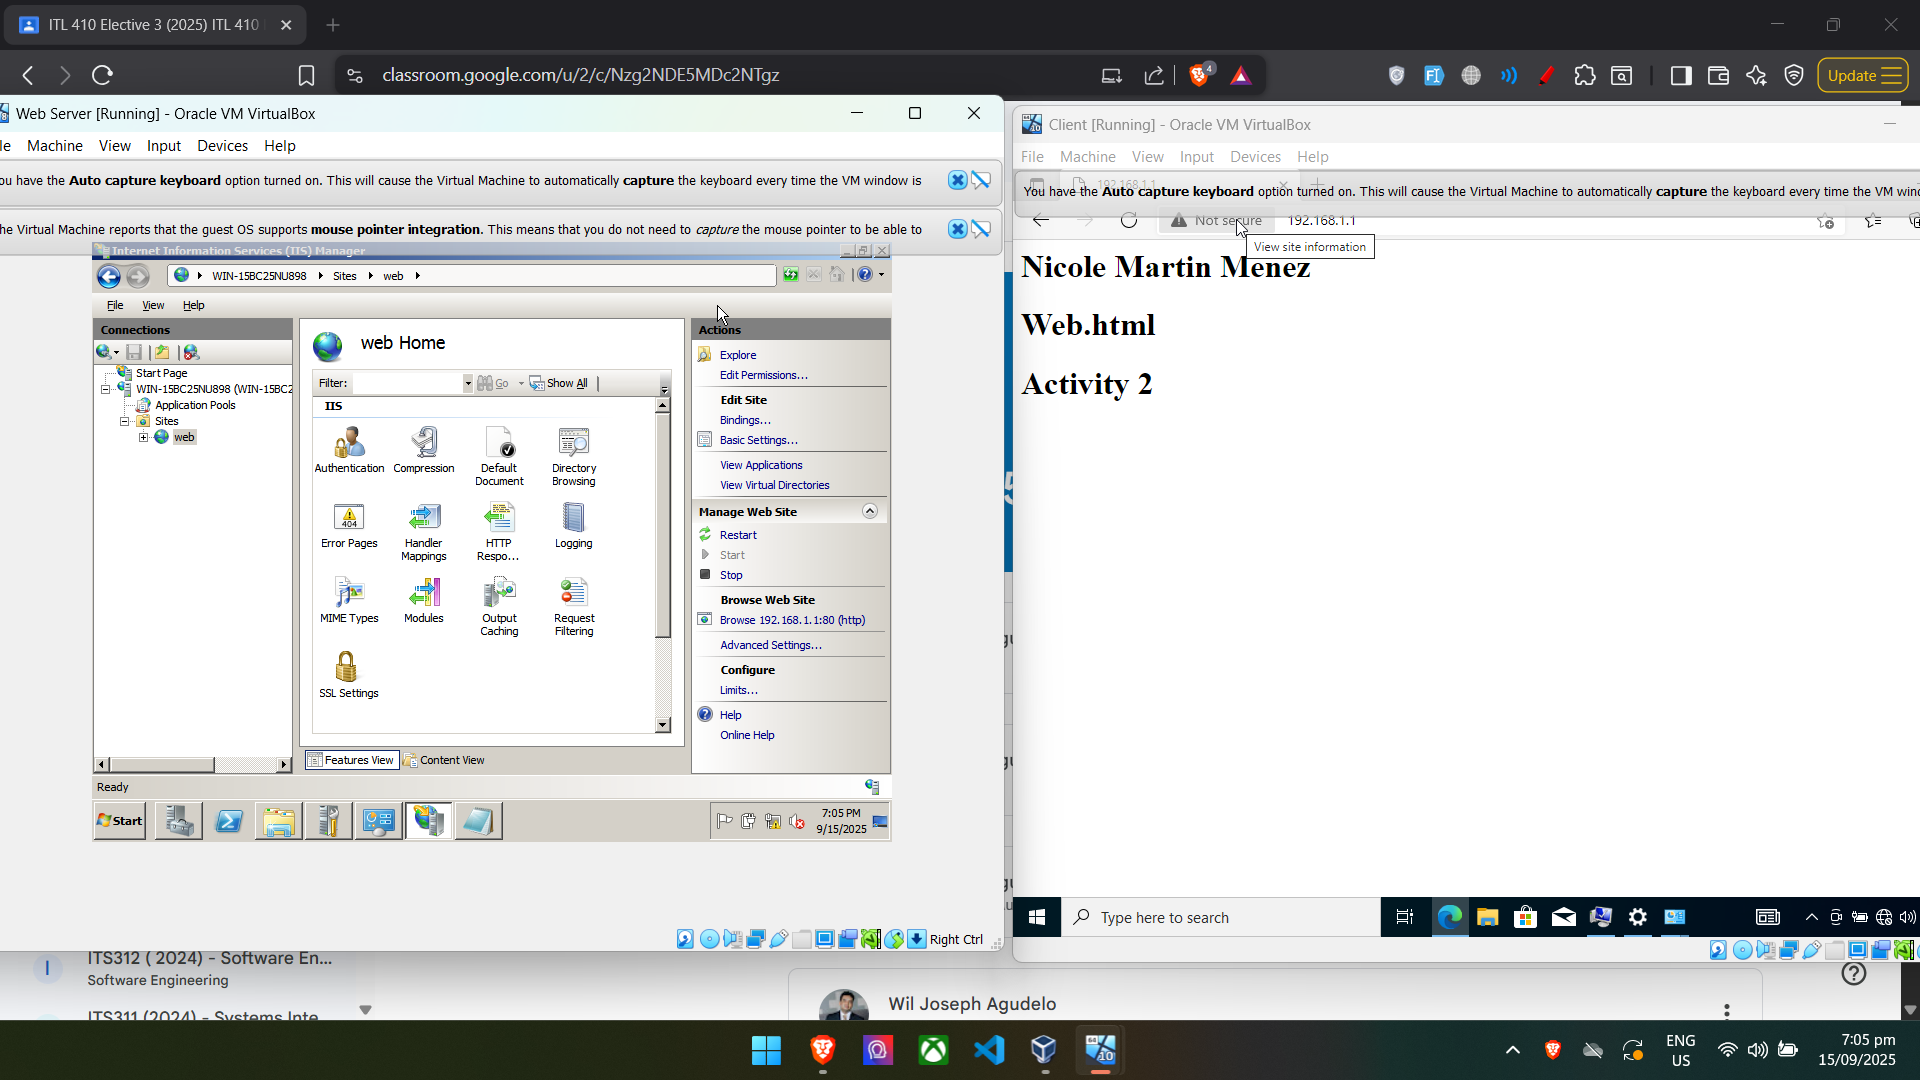 ITL 410 Elective 3 (2025) ITL 410
classroom.google.com/u/2/c/Nzg2NDE5MDc2NTgz
4
Update
Web Server [Running] - Oracle VM VirtualBox
le Machine View Input Devices Help
ou have the Auto capture keyboard option turned on. This will cause the Virtual Machine to automatically capture the keyboard every time the VM window is
he Virtual Machine reports that the guest OS supports mouse pointer integration. This means that you do not need to capture the mouse pointer to be able to
Internet Information Services (IIS) Manager
WIN-15BC25NU898 Sites web
File View Help
Connections
Start Page
WIN-15BC25NU898 (WIN-15BC2
Application Pools
Sites
web
web Home
Filter: Go Show All
IIS
Authentication
Compression
Default Document
Directory Browsing
404
Error Pages
Handler Mappings
HTTP Respo...
Logging
MIME Types
Modules
Output Caching
Request Filtering
SSL Settings
Features View Content View
Actions
Explore
Edit Permissions...
Edit Site
Bindings...
Basic Settings...
View Applications
View Virtual Directories
Manage Web Site
Restart
Start
Stop
Browse Web Site
Browse 192.168.1.1:80 (http)
Advanced Settings...
Configure
Limits...
Help
Online Help
Ready
Start
7:05 PM
9/15/2025
Right Ctrl
Client [Running] - Oracle VM VirtualBox
File Machine View Input Devices Help
192.168.1.1
You have the Auto capture keyboard option turned on. This will cause the Virtual Machine to automatically capture the keyboard every time the VM wind
Not secure 192.168.1.1
View site information
Nicole Martin Menez
Web.html
Activity 2
Type here to search
ITS312 ( 2024) - Software En...
Software Engineering
I
ITS311 (2024) - Systems Inte
Wil Joseph Agudelo
64
10
ENG
US
7:05 pm
15/09/2025